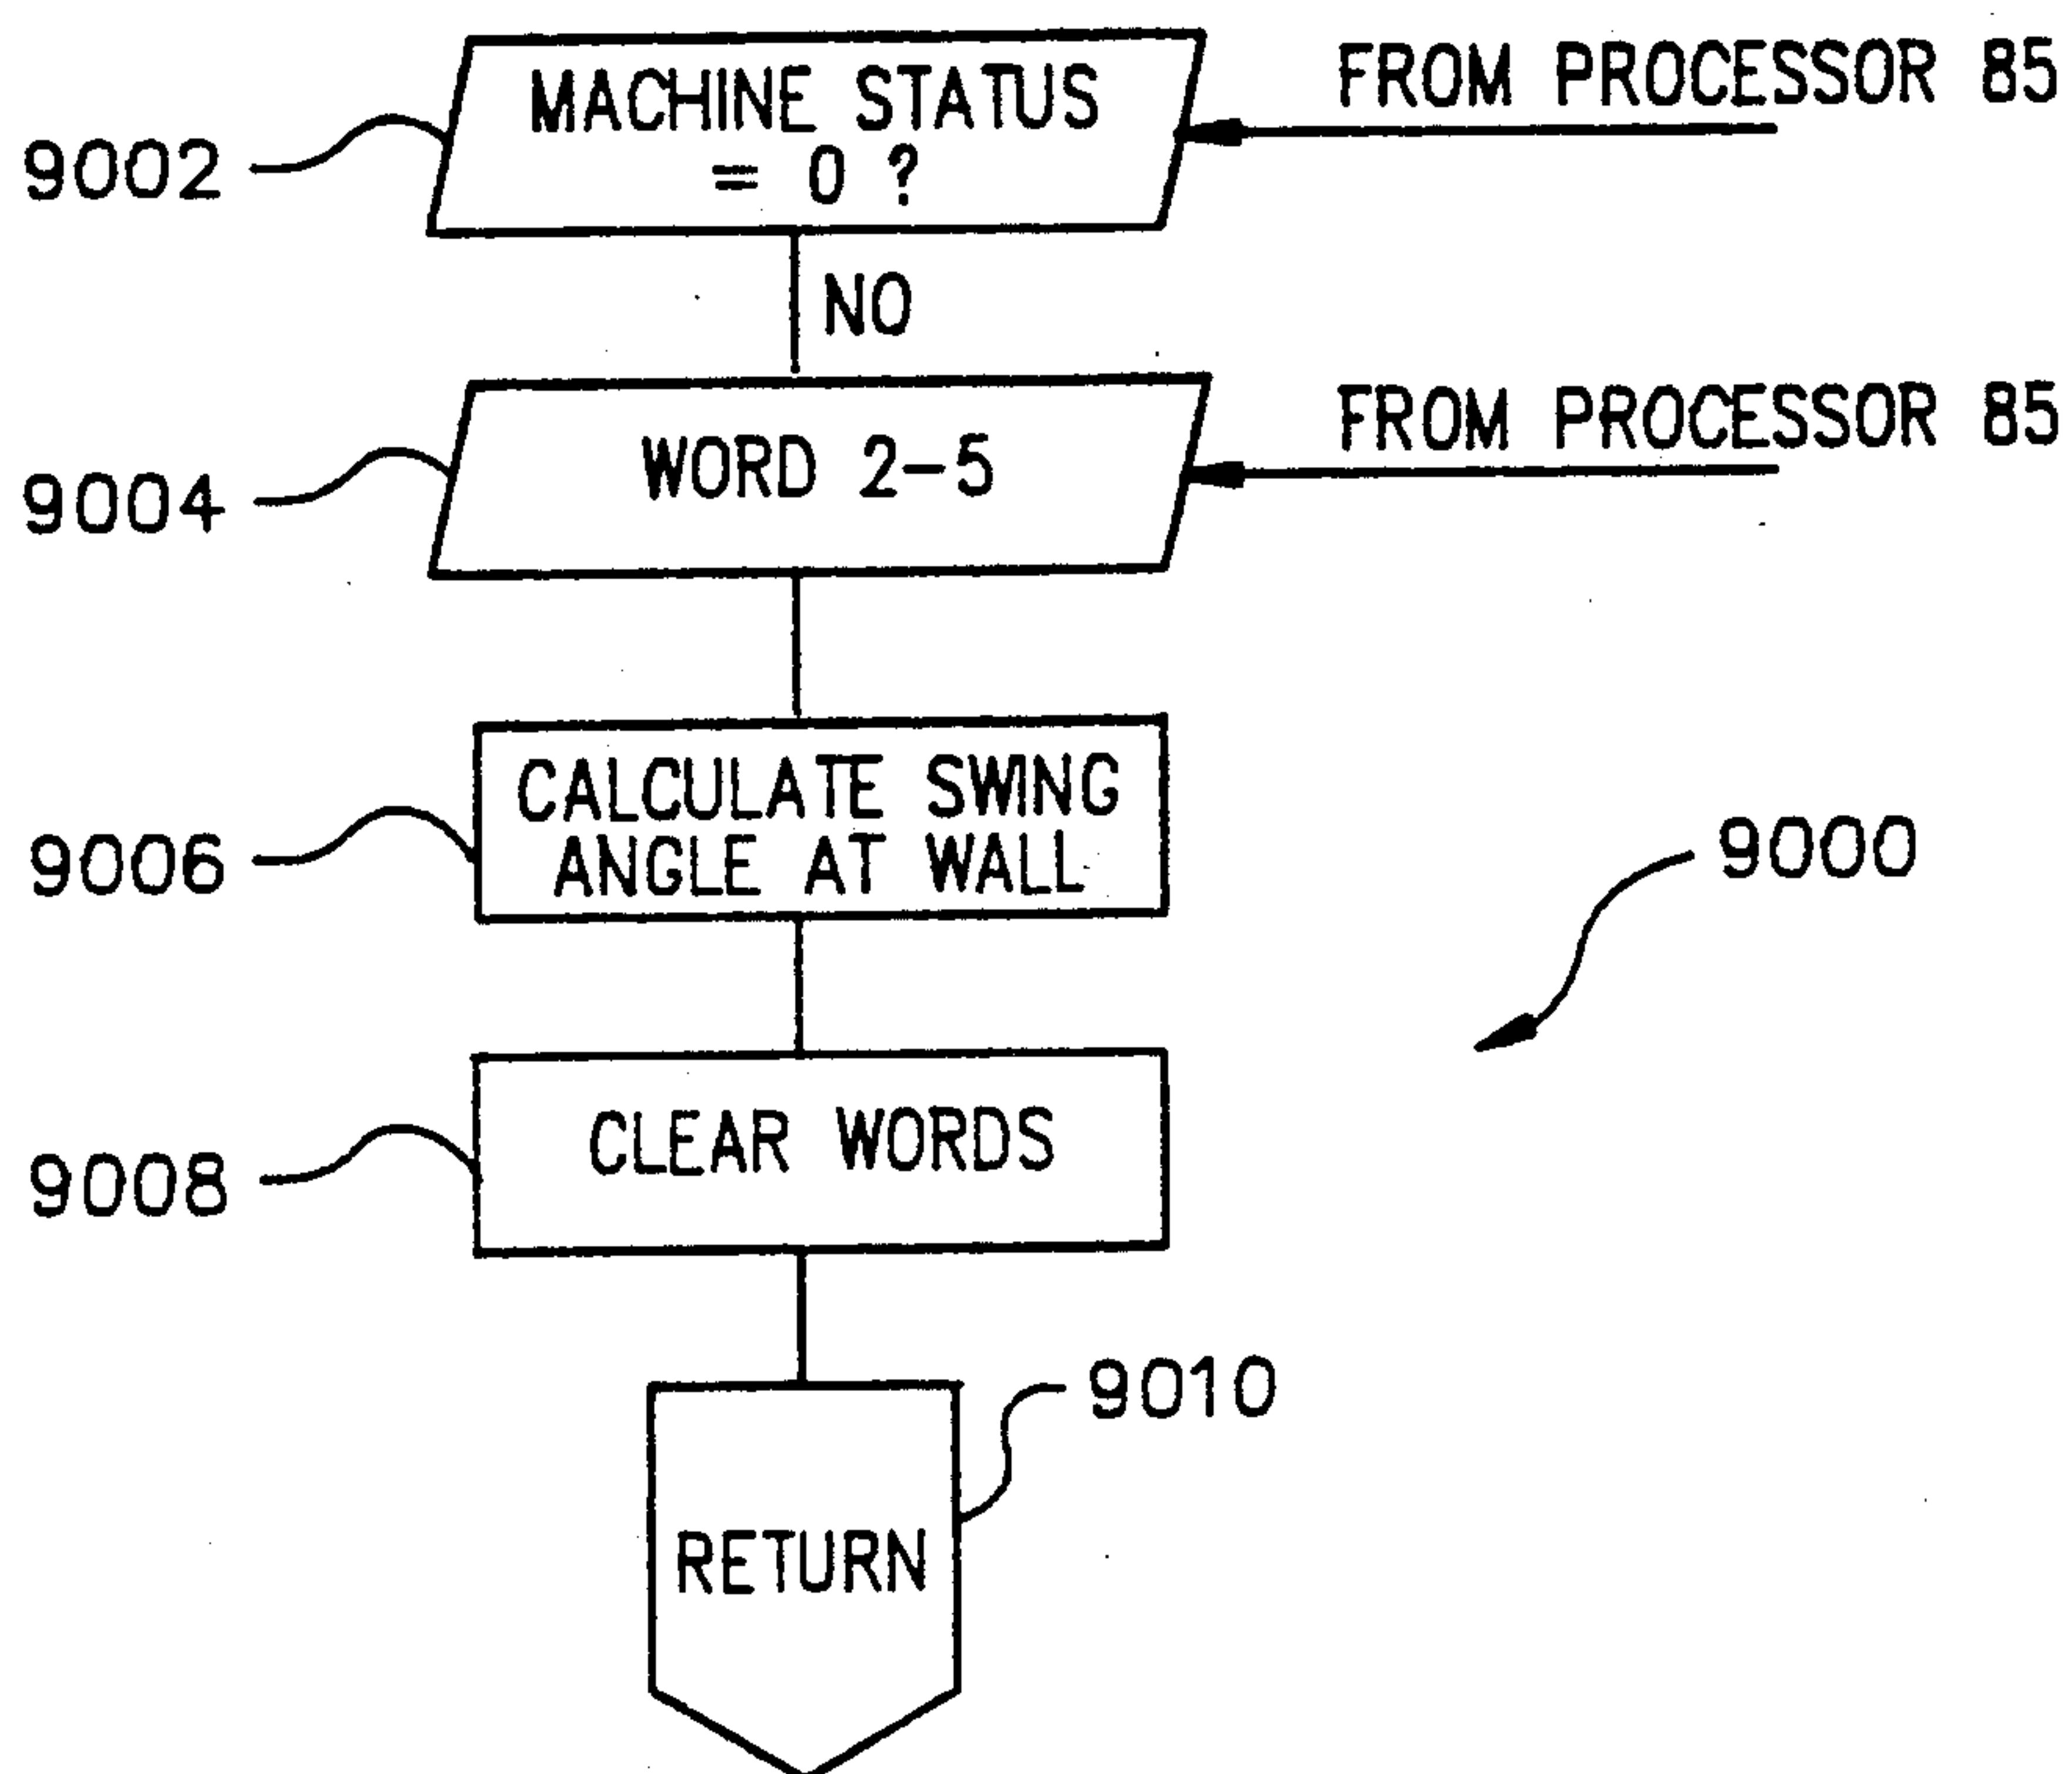 MACHINE STATUS
= 0 ?
FROM PROCESSOR 85
9002
NO
WORD 2-5
FROM PROCESSOR 85
9004
CALCULATE SWING
ANGLE AT WALL
9006
9000
CLEAR WORDS
9008
9010
RETURN